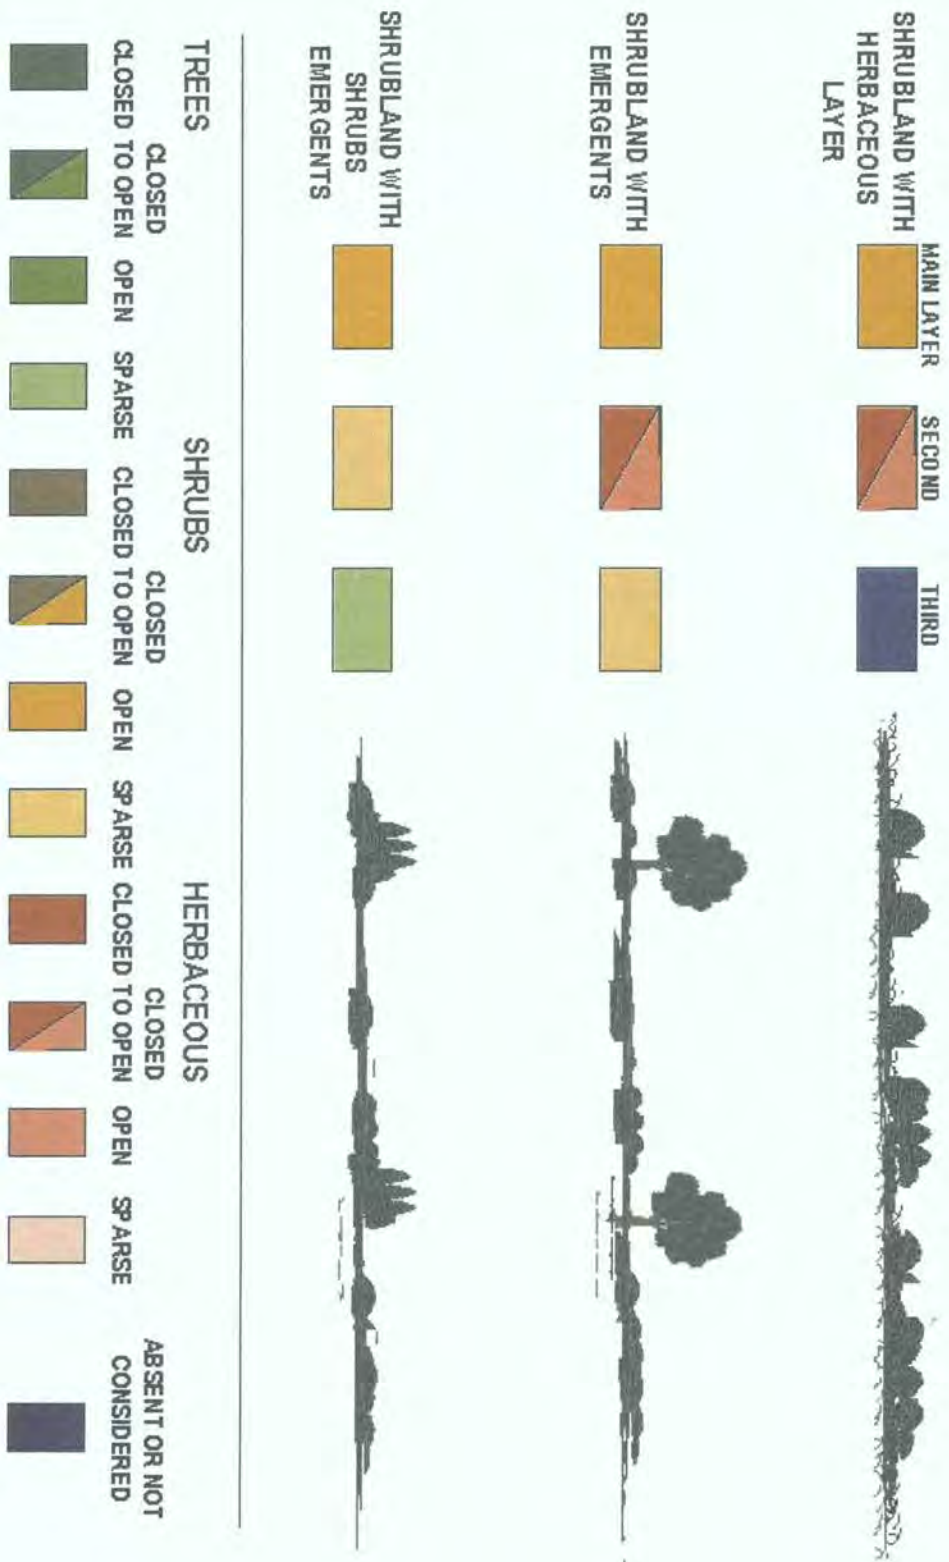 MAIN LAYER SECOND THIRD
SHRUBLAND WITH
HERBACEOUS
LAYER
SHRUBLAND WITH
EMERGENTS
SHRUBLAND WITH
SHRUBS
EMERGENTS
TREES SHRUBS HERBACEOUS
CLOSED CLOSED CLOSED ABSENT OR NOT
CLOSED TO OPEN OPEN SPARSE CLOSED TO OPEN OPEN SPARSE CLOSED TO OPEN OPEN SPARSE CONSIDERED